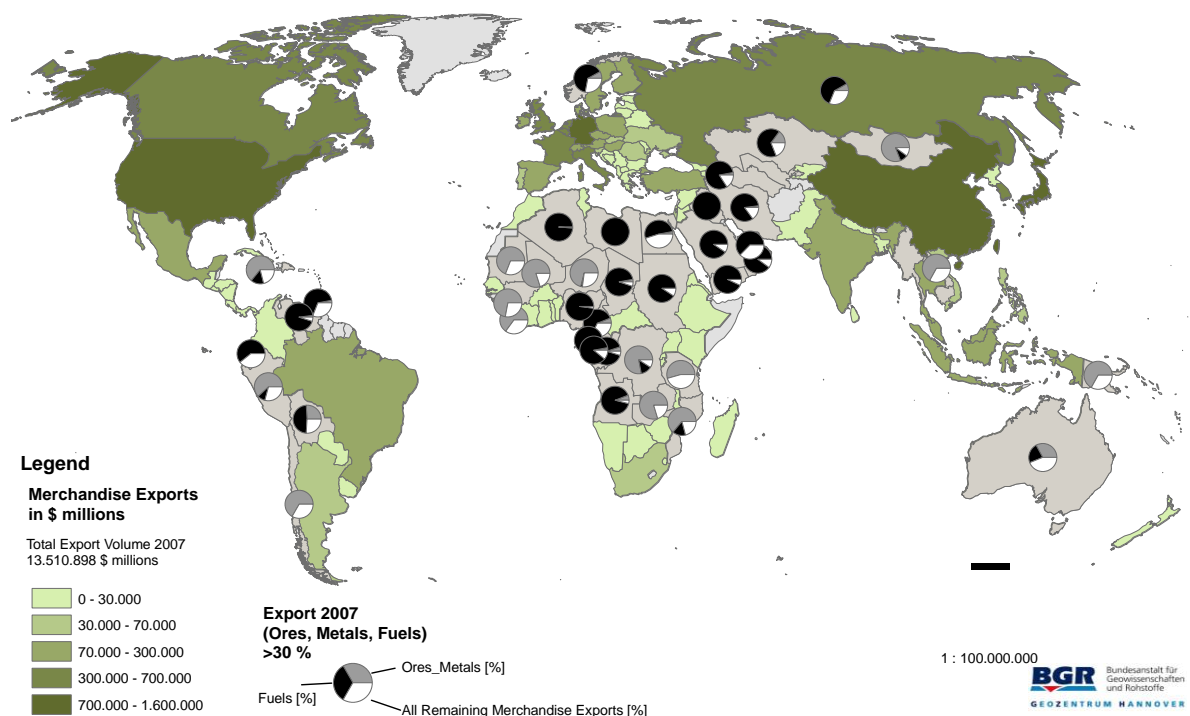 Legend
Merchandise Exports
in $ millions
Total Export Volume 2007
13.510.898 $ millions
0 - 30.000
30.000 - 70.000
70.000 - 300.000
300.000 - 700.000
700.000 - 1.600.000
Export 2007
(Ores, Metals, Fuels)
>30 %
Ores_Metals [%]
Fuels [%]
All Remaining Merchandise Exports [%]
1 : 100.000.000
BGR
Bundesanstalt für
Geowissenschaften
und Rohstoffe
GEOZENTRUM HANNOVER